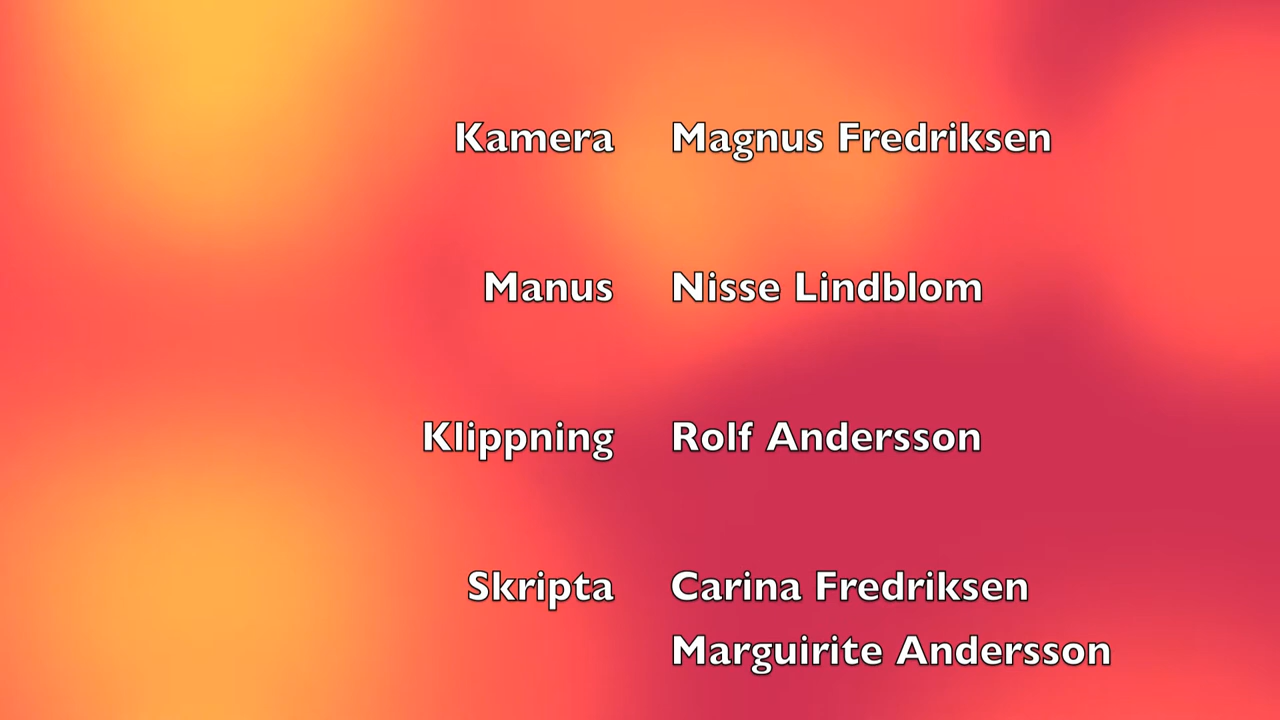 Kamera Magnus Fredriksen
Manus Nisse Lindblom
Klippning Rolf Andersson
Skripta Carina Fredriksen
Marguirite Andersson